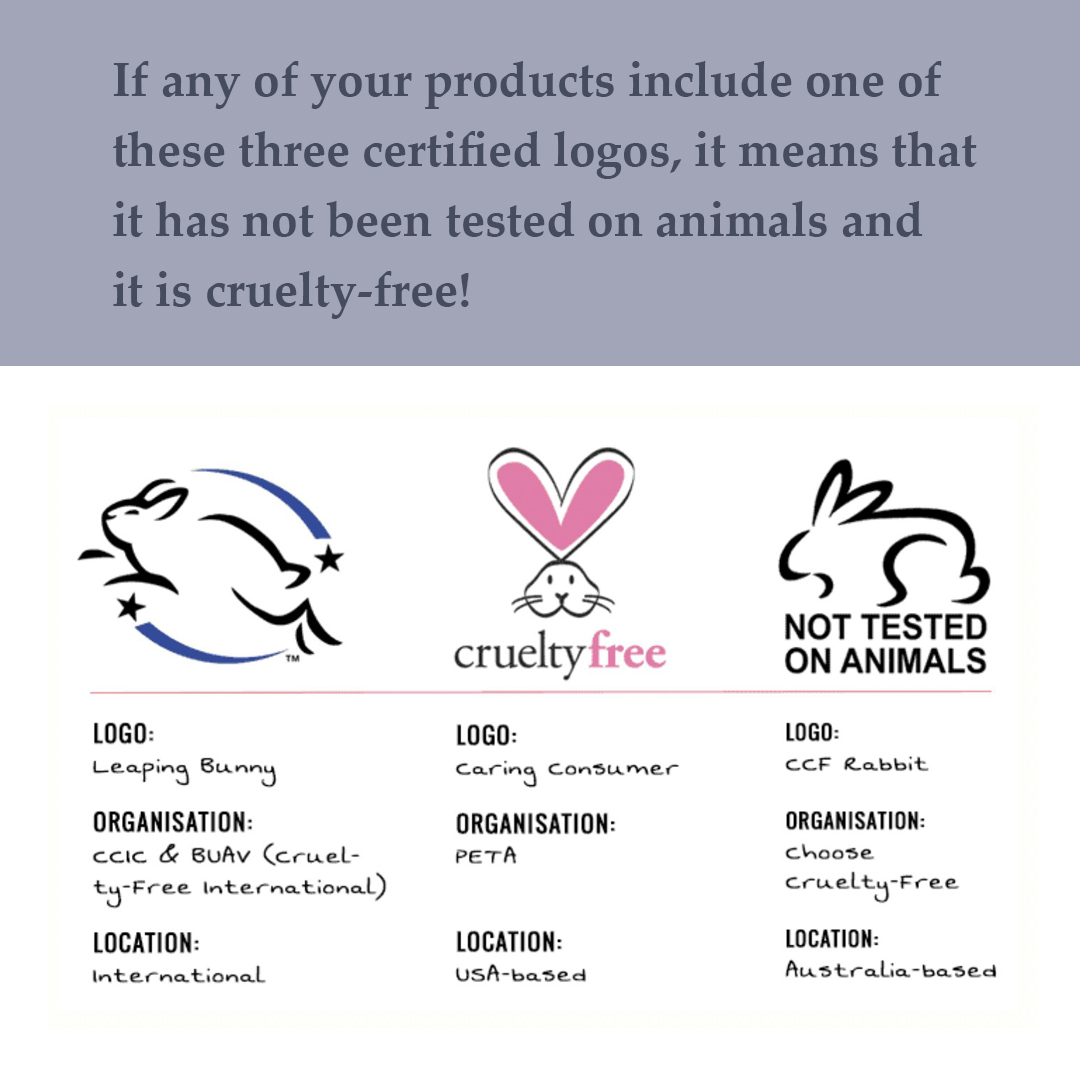 If any of your products include one of
these three certified logos, it means that
it has not been tested on animals and
it is cruelty-free!
TM
crueltyfree
NOT TESTED
ON ANIMALS
LOGO:
Leaping Bunny
ORGANISATION:
CCIC & BUAV (Cruel-
ty-Free International)
LOCATION:
International
LOGO:
Caring Consumer
ORGANISATION:
PETA
LOCATION:
USA-based
LOGO:
CCF Rabbit
ORGANISATION:
Choose
Cruelty-Free
LOCATION:
Australia-based